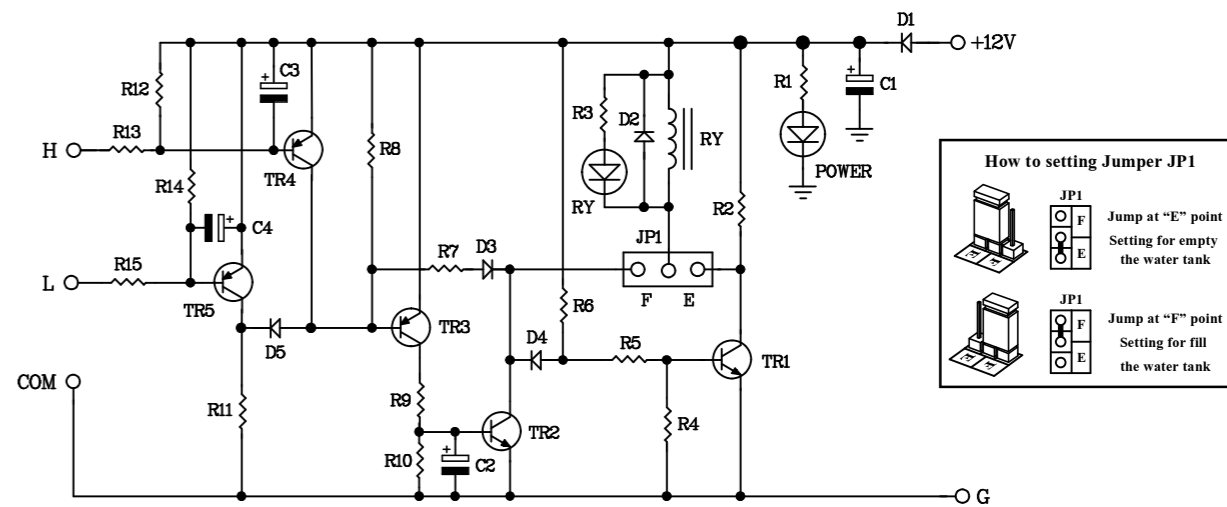 D1
+12V
C3
R12
R1
C1
R3
D2
RY
H
R13
TR4
R8
R14
RY
POWER
R2
C4
JP1
R7
D3
L
R15
TR5
F
E
R6
TR3
D5
D4
R5
TR1
COM
R11
R9
R4
TR2
R10
C2
G
How to setting Jumper JP1
JP1
F
E
Jump at “E” point
Setting for empty
the water tank
JP1
F
E
Jump at “F” point
Setting for fill
the water tank